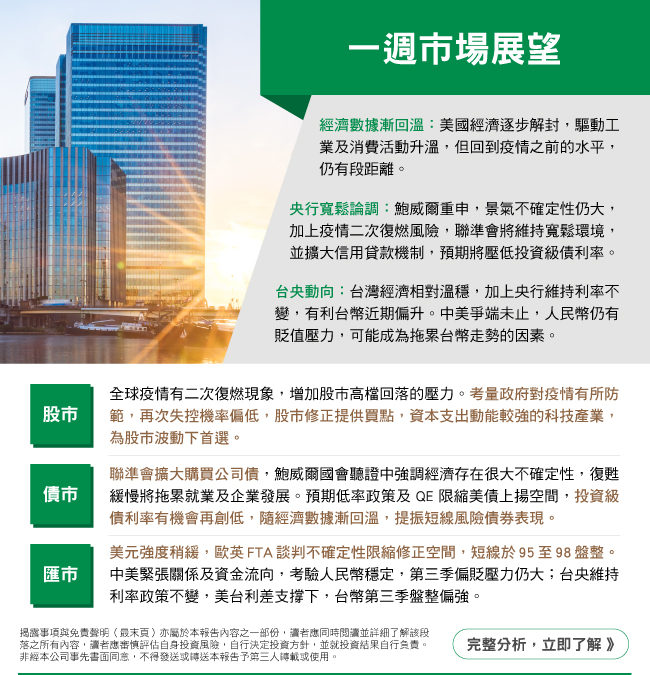 一週市場展望
經濟數據漸回溫：美國經濟逐步解封，驅動工
業及消費活動升溫，但回到疫情之前的水平，
仍有段距離。
央行寬鬆論調：鮑威爾重申，景氣不確定性仍大，
加上疫情二次復燃風險，聯準會將維持寬鬆環境，
並擴大信用貸款機制，預期將壓低投資級債利率。
台央動向：台灣經濟相對溫穩，加上央行維持利率不
變，有利台幣近期偏升。中美爭端未止，人民幣仍有
貶值壓力，可能成為拖累台幣走勢的因素。
股市
全球疫情有二次復燃現象，增加股市高檔回落的壓力。考量政府對疫情有所防
範，再次失控機率偏低，股市修正提供買點，資本支出動能較強的科技產業，
為股市波動下首選。
債市
聯準會擴大購買公司債，鮑威爾國會聽證中強調經濟存在很大不確定性，復甦
緩慢將拖累就業及企業發展。預期低率政策及 QE 限縮美債上揚空間，投資級
債利率有機會再創低，隨經濟數據漸回溫，提振短線風險債券表現。
匯市
美元強度稍緩，歐英 FTA 談判不確定性限縮修正空間，短線於 95 至 98 盤整。
中美緊張關係及資金流向，考驗人民幣穩定，第三季偏貶壓力仍大；台央維持
利率政策不變，美台利差支撐下，台幣第三季盤整偏強。
揭露事項與免責聲明（最末頁）亦屬於本報告內容之一部份，讀者應同時閱讀並詳細了解該段
落之所有內容，讀者應審慎評估自身投資風險，自行決定投資方針，並就投資結果自行負責。
非經本公司事先書面同意，不得發送或轉送本報告予第三人轉載或使用。
完整分析，立即了解 》